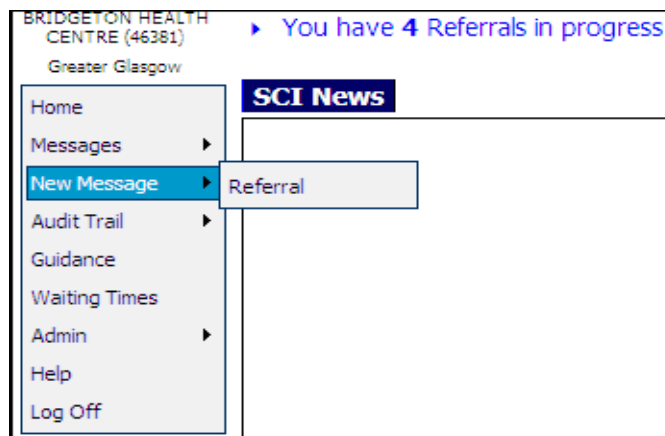 BRIDGETON HEALTH
CENTRE (46381)
Greater Glasgow
You have 4 Referrals in progress
SCI News
Home
Messages
New Message
Referral
Audit Trail
Guidance
Waiting Times
Admin
Help
Log Off